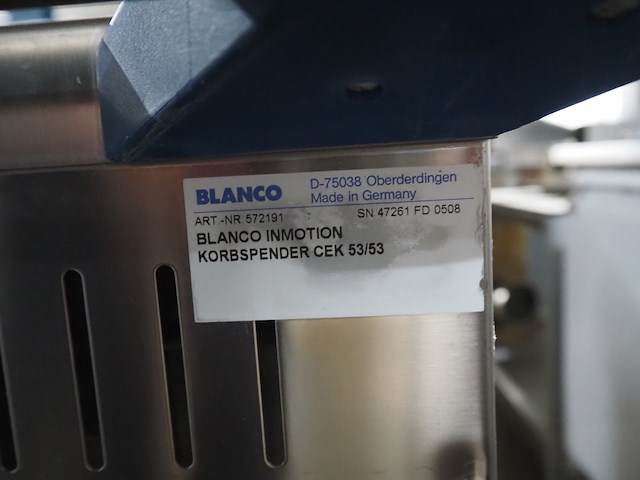 BLANCO D-75038 Oberderdingen
Made in Germany
ART.-NR 572191 SN 47261 FD 0508
BLANCO INMOTION
KORBSPENDER CEK 53/53